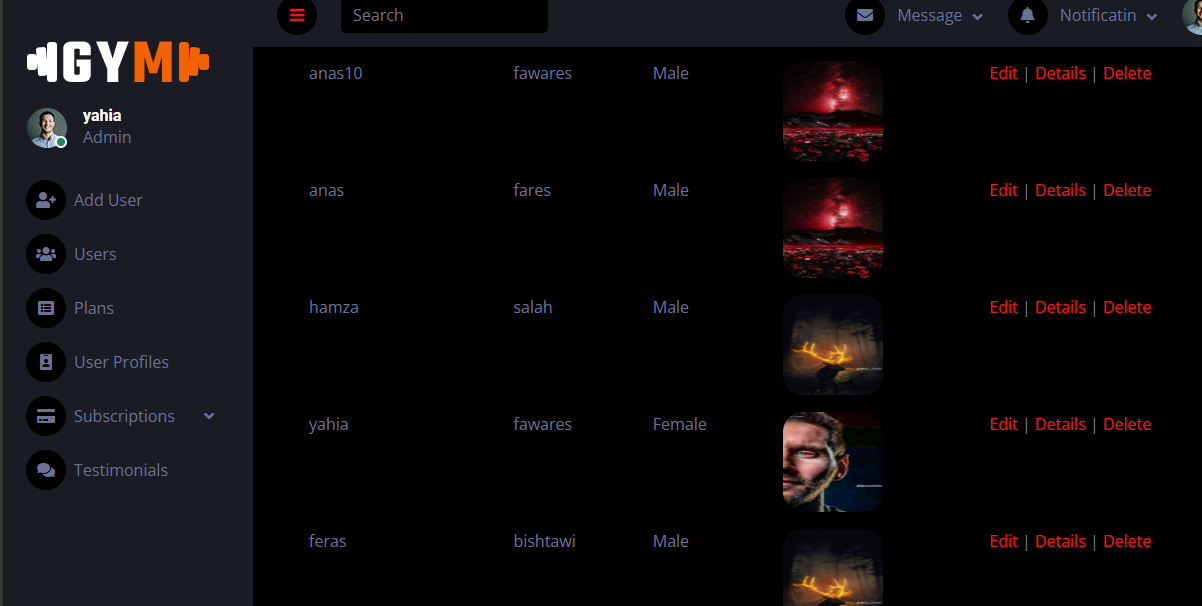 Search
Message
Notificatin
GYM
yahia
Admin
Add User
Users
Plans
User Profiles
Subscriptions
Testimonials
anas10 fawares Male Edit | Details | Delete
anas fares Male Edit | Details | Delete
hamza salah Male Edit | Details | Delete
yahia fawares Female Edit | Details | Delete
feras bishtawi Male Edit | Details | Delete